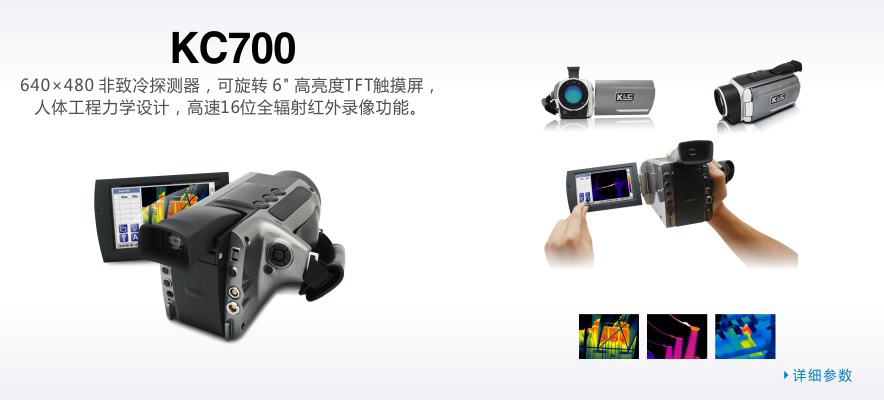 KC700
640×480 非致冷探测器，可旋转 6" 高亮度TFT触摸屏，
人体工程力学设计，高速16位全辐射红外录像功能。
K&C
K&C
详细参数